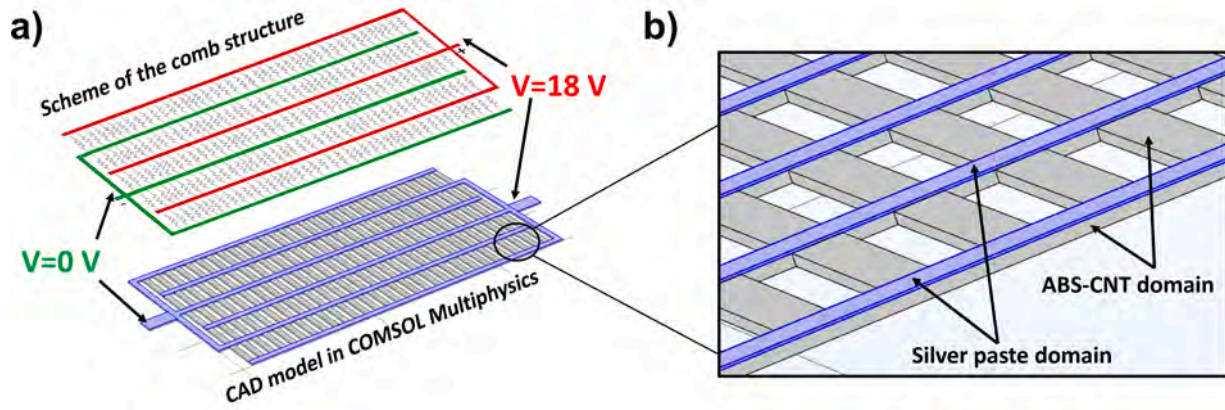 a)
Scheme of the comb structure
V=18 V
V=0 V
CAD model in COMSOL Multiphysics
b)
ABS-CNT domain
Silver paste domain